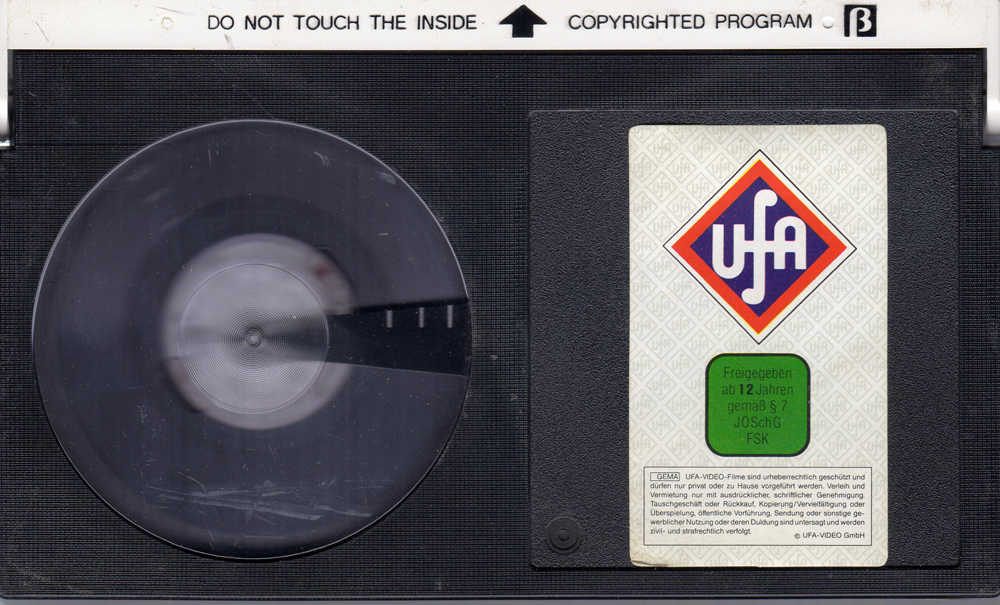 DO NOT TOUCH THE INSIDE COPYRIGHTED PROGRAM β
UfA
Freigegeben
ab 12 Jahren
gemäß § 7
JÖSchG
FSK
GEMA UFA-VIDEO-Filme sind urheberrechtlich geschützt und
dürfen nur privat oder zu Hause vorgeführt werden. Verleih und
Vermietung nur mit ausdrücklicher, schriftlicher Genehmigung.
Tauschgeschäft oder Rückkauf, Kopierung/Vervielfältigung oder
Überspielung, öffentliche Vorführung, Sendung oder sonstige ge-
werblicher Nutzung oder deren Duldung sind untersagt und werden
zivil- und strafrechtlich verfolgt.
© UFA-VIDEO GmbH